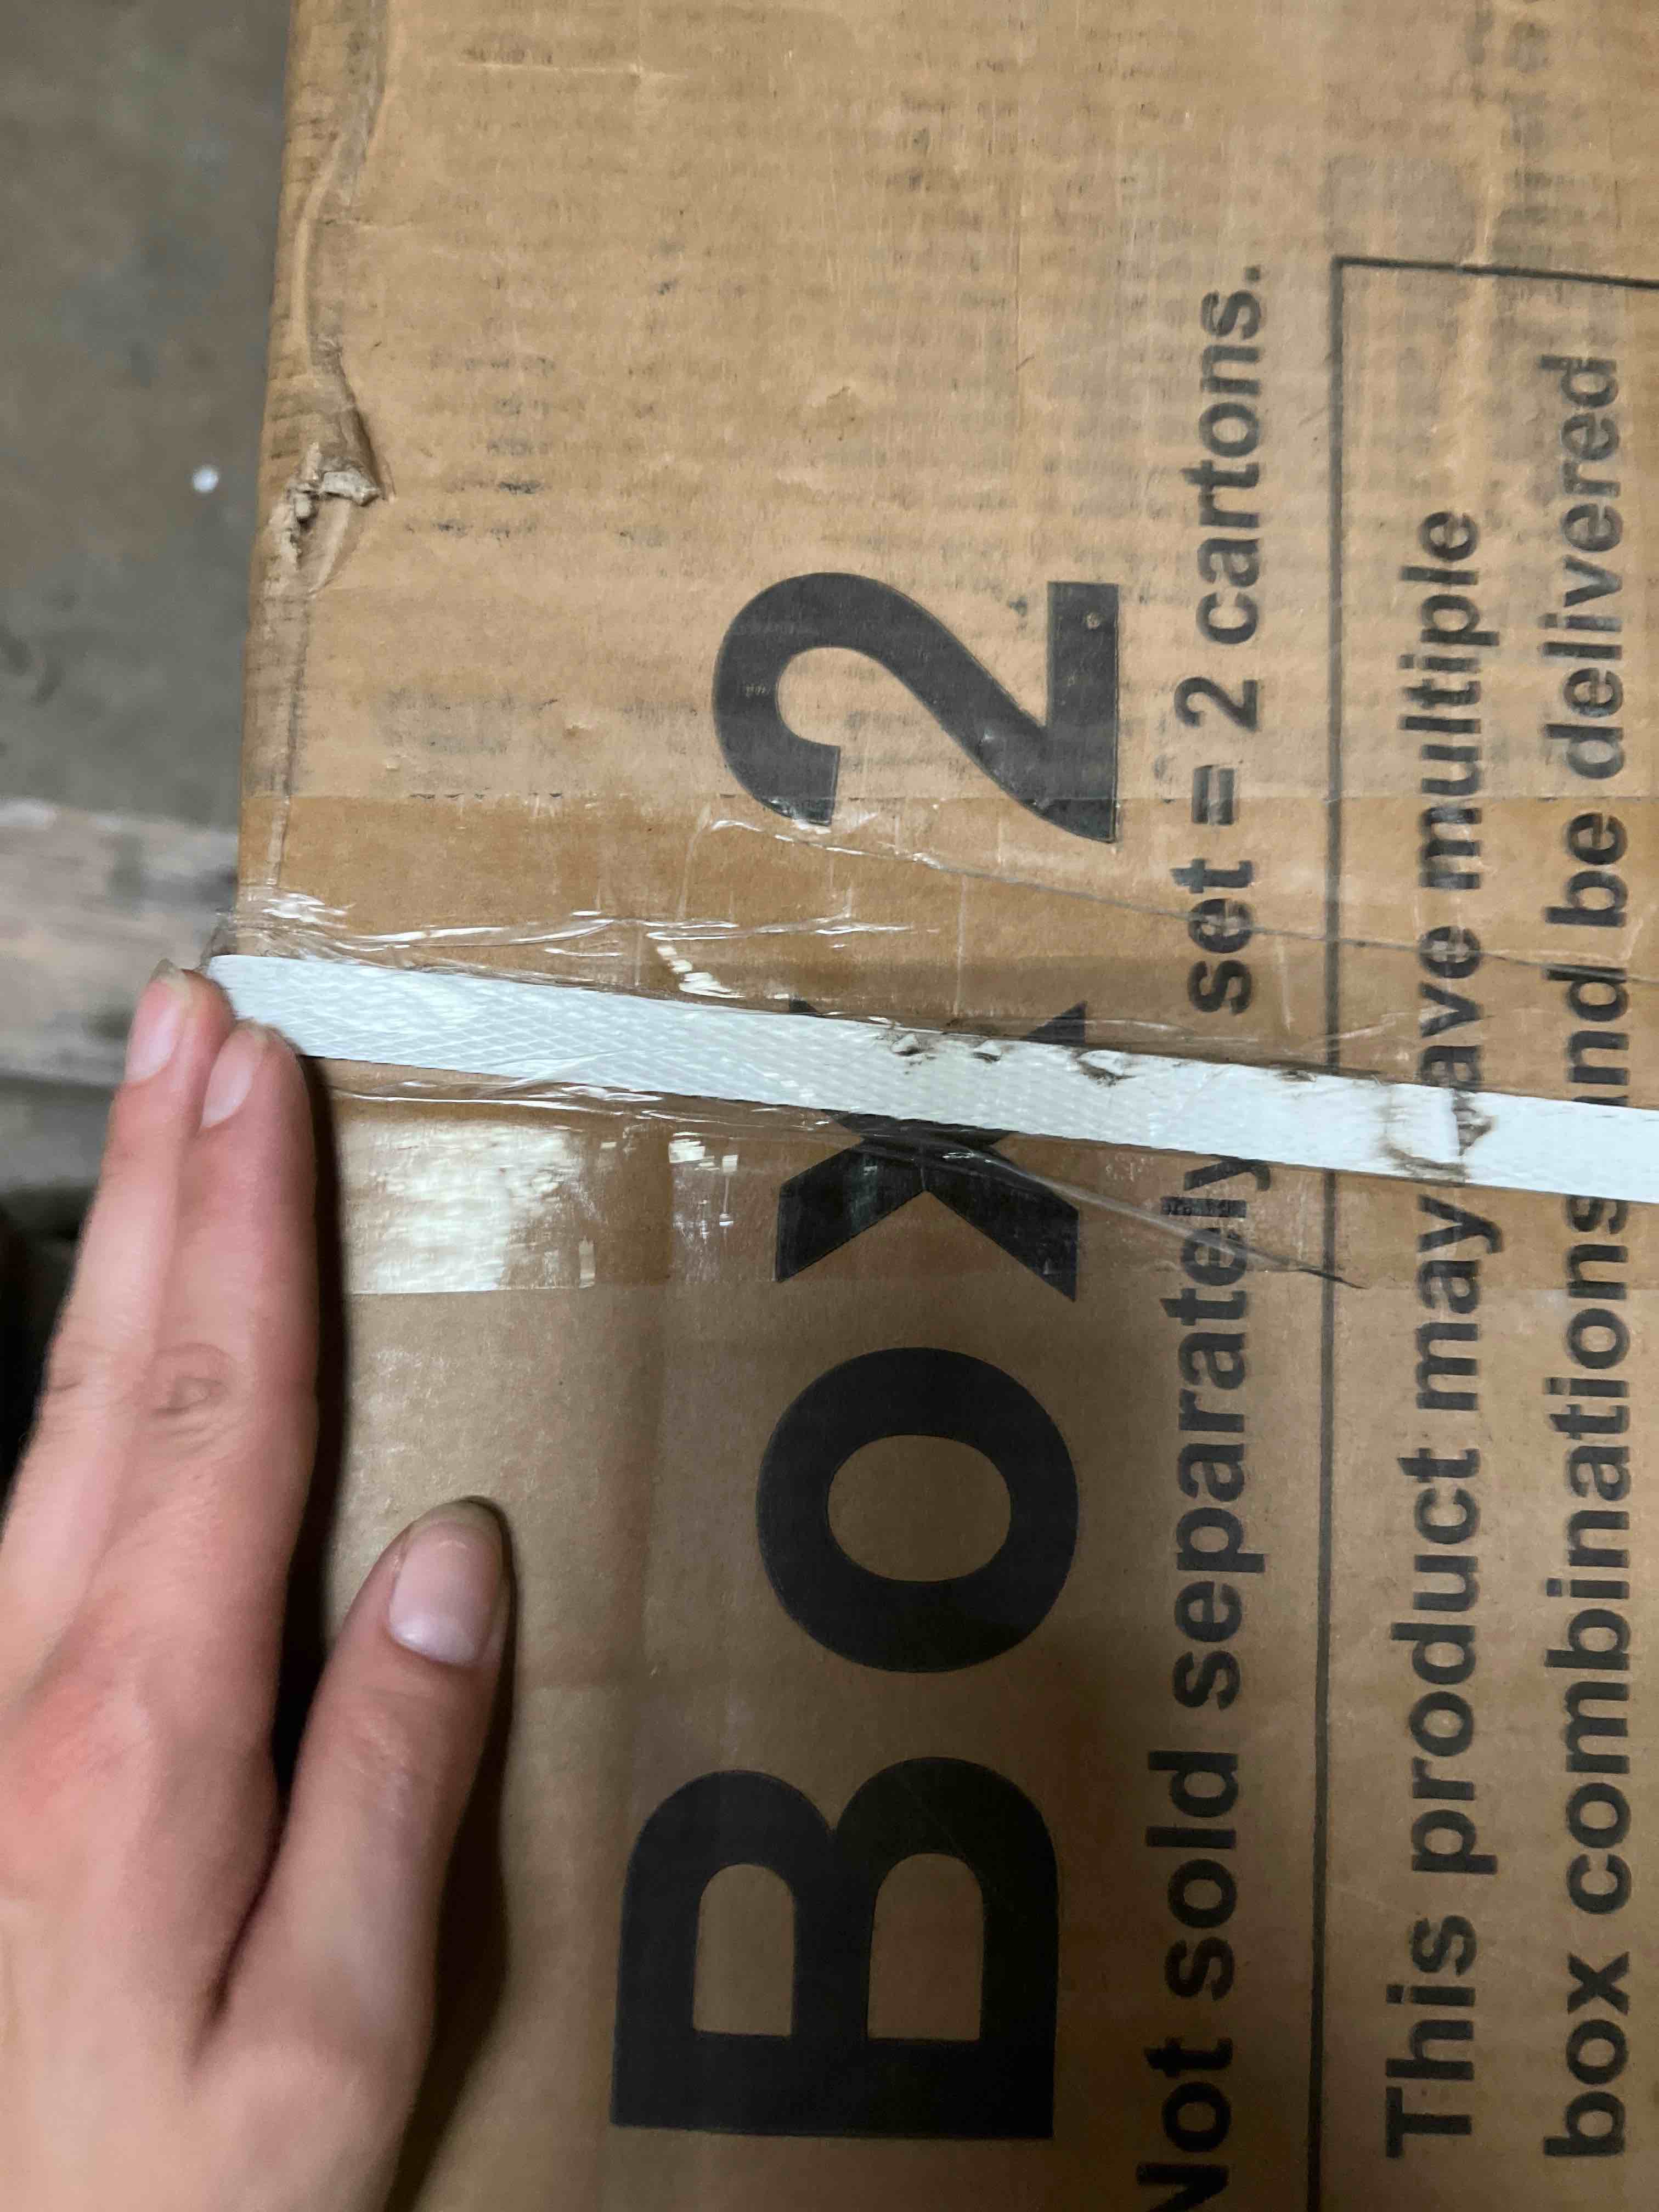 Box 2
Not sold separately set = 2 cartons.
This product may have multiple
box combinations and be delivered